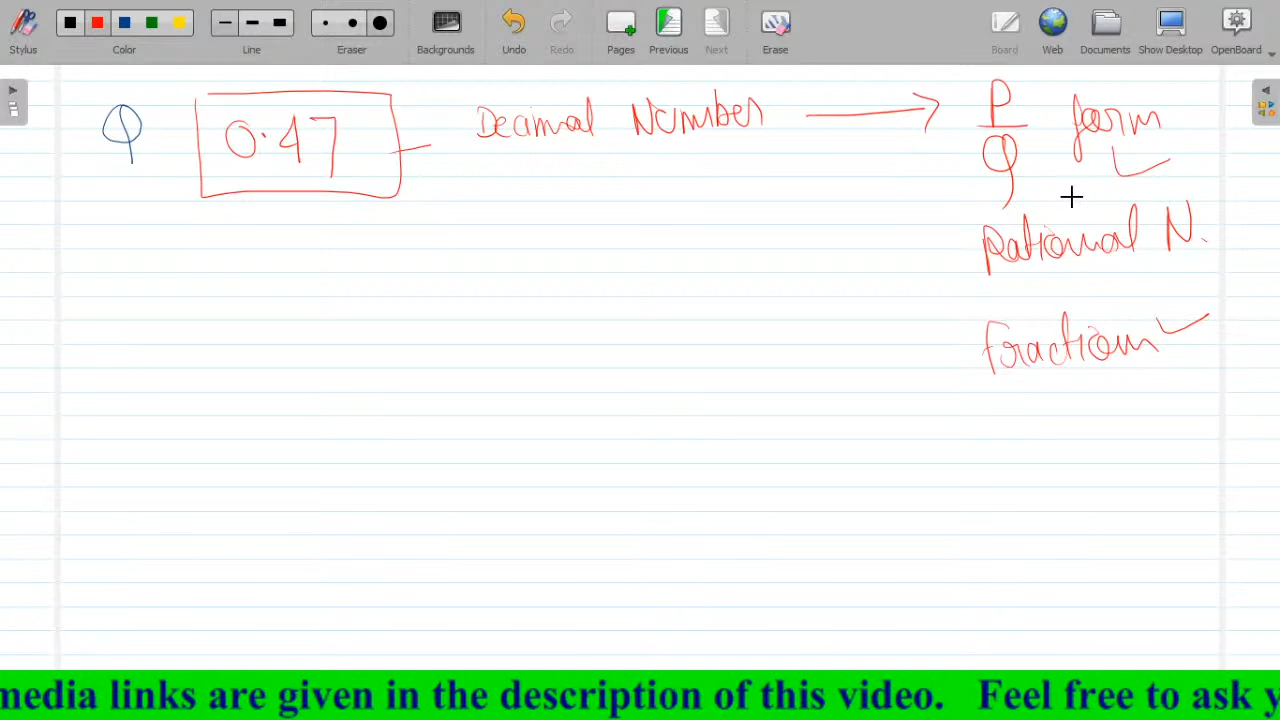 Stylus
Color
Line
Eraser
Backgrounds
Undo
Redo
Pages
Previous
Next
Erase
Board
Web
Documents
Show Desktop
OpenBoard
Q 0.47 Decimal Number → P/Q form
Rational N.
Fraction
media links are given in the description of this video. Feel free to ask y